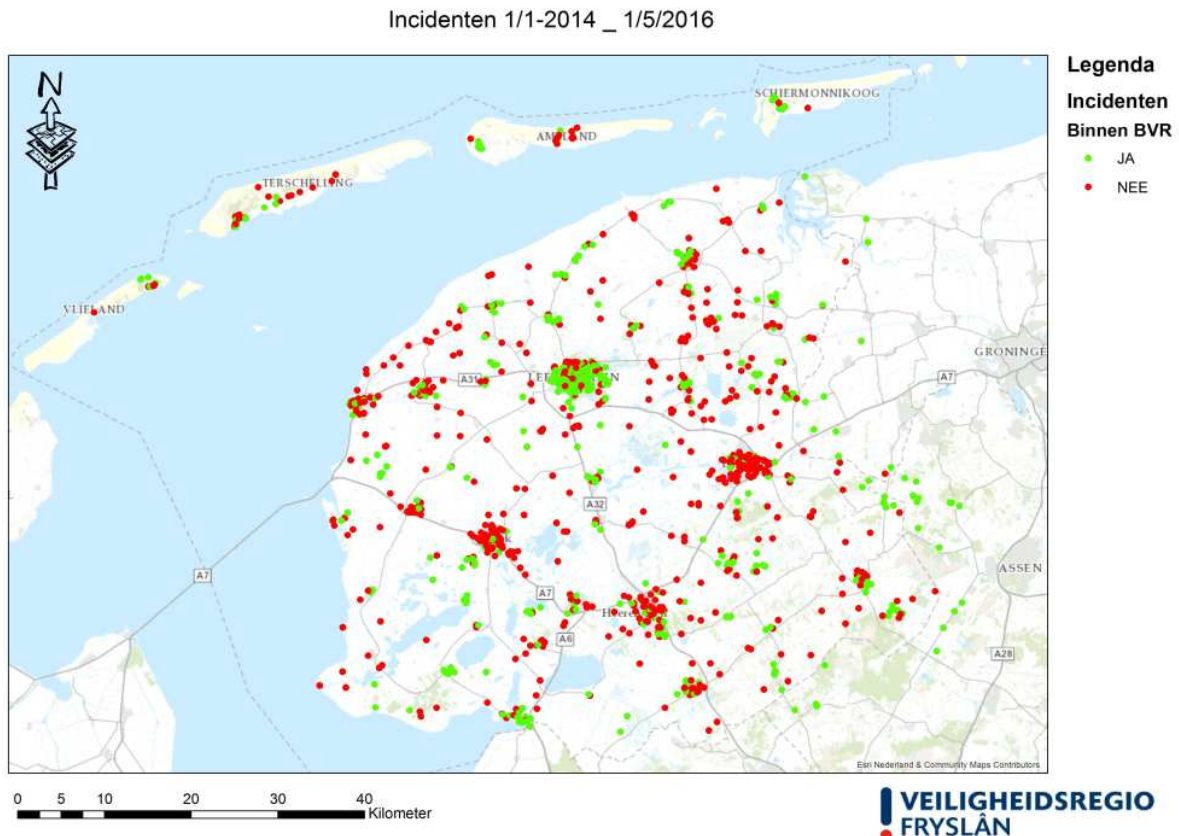 Incidenten 1/1-2014 _ 1/5/2016
N
SCHIERMONNIKOOG
TERSCHELLING
VLIELAND
A31
GRONINGE
A7
A32
A7
A7
A6
ASSEN
A28
Esri Nederland & Community Maps Contributors
Legenda
Incidenten
Binnen BVR
JA
NEE
0 5 10 20 30 40
Kilometer
VEILIGHEIDSREGIO
FRYSLÂN